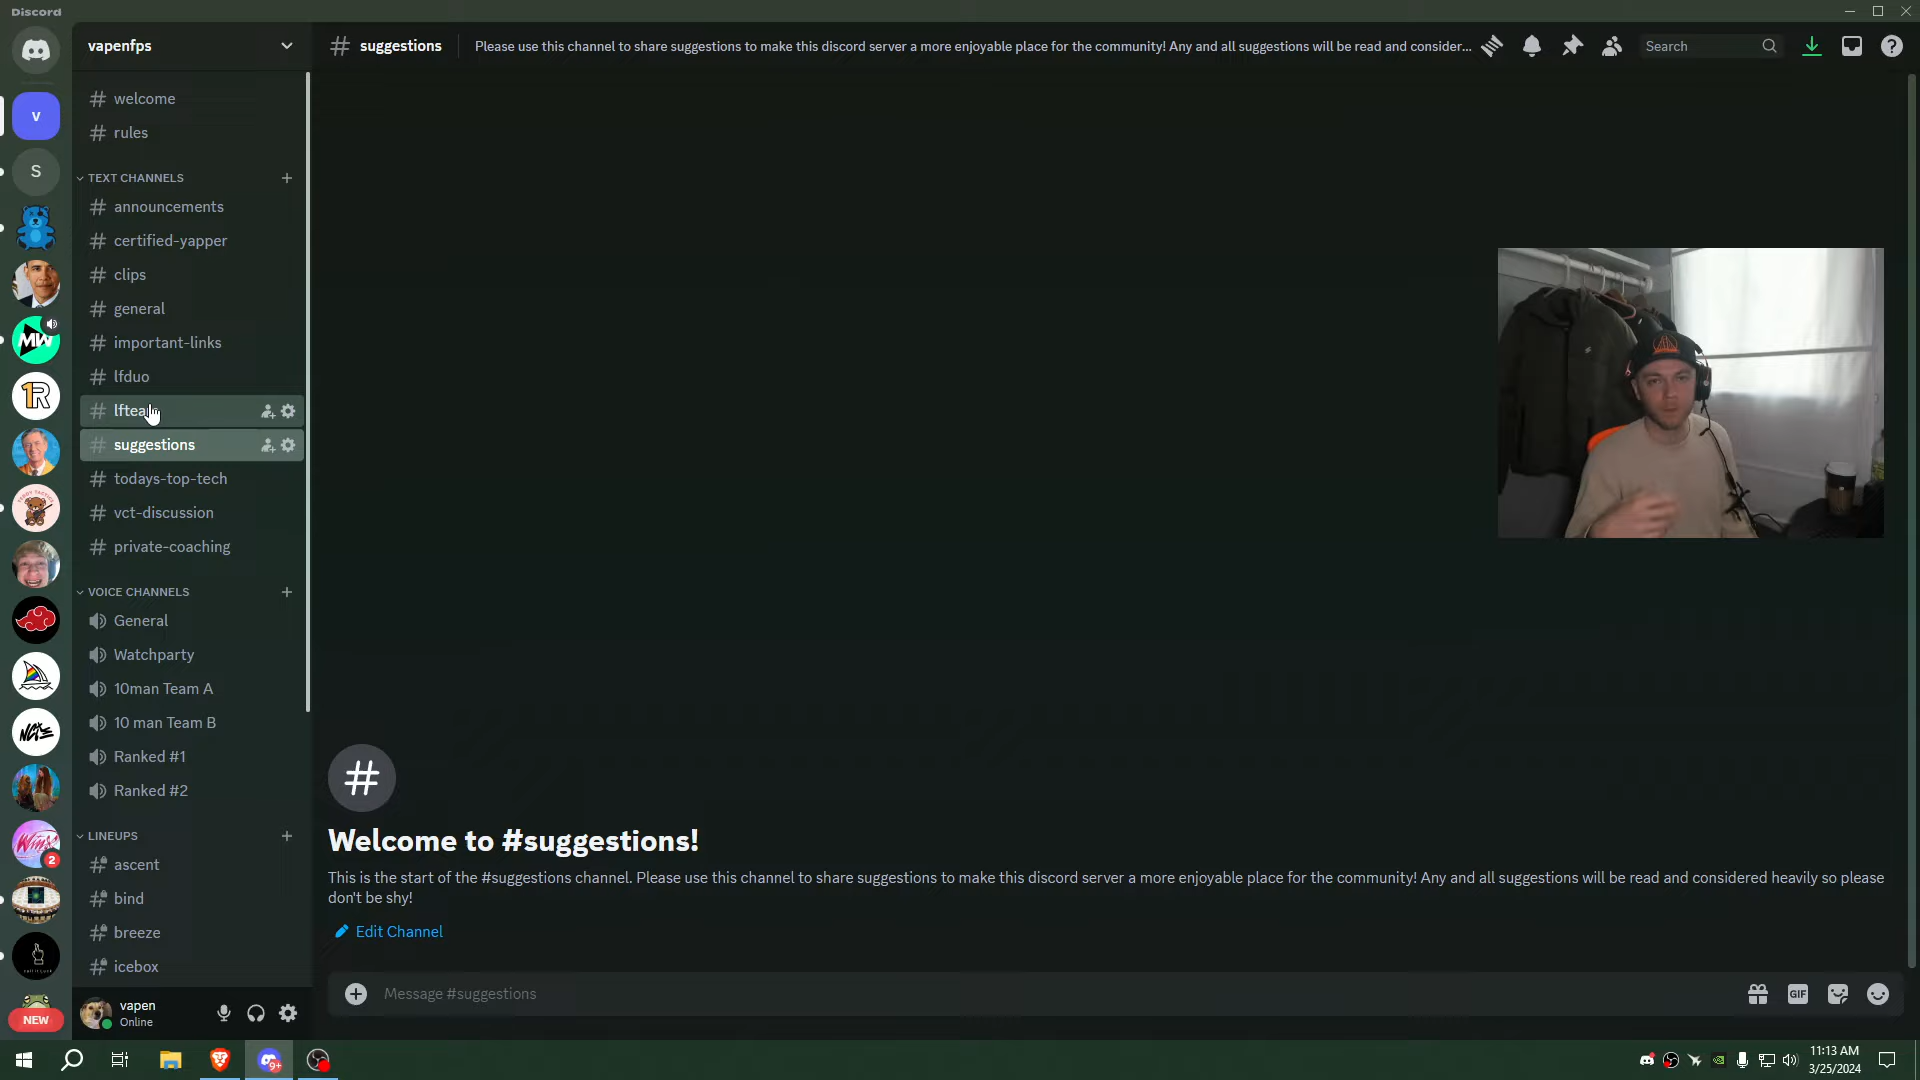 Discord
vapenfps
suggestions
Please use this channel to share suggestions to make this discord server a more enjoyable place for the community! Any and all suggestions will be read and consider...
Search
welcome
rules
TEXT CHANNELS
announcements
certified-yapper
clips
general
important-links
lfduo
suggestions
todays-top-tech
vct-discussion
private-coaching
VOICE CHANNELS
General
Watchparty
10man Team A
10 man Team B
Ranked #1
Ranked #2
LINEUPS
ascent
bind
breeze
icebox
V
S
MW
1R
2
NEW
vapen
Online
Welcome to #suggestions!
This is the start of the #suggestions channel. Please use this channel to share suggestions to make this discord server a more enjoyable place for the community! Any and all suggestions will be read and considered heavily so please
don't be shy!
Edit Channel
Message #suggestions
GIF
9+
11:13 AM
3/25/2024